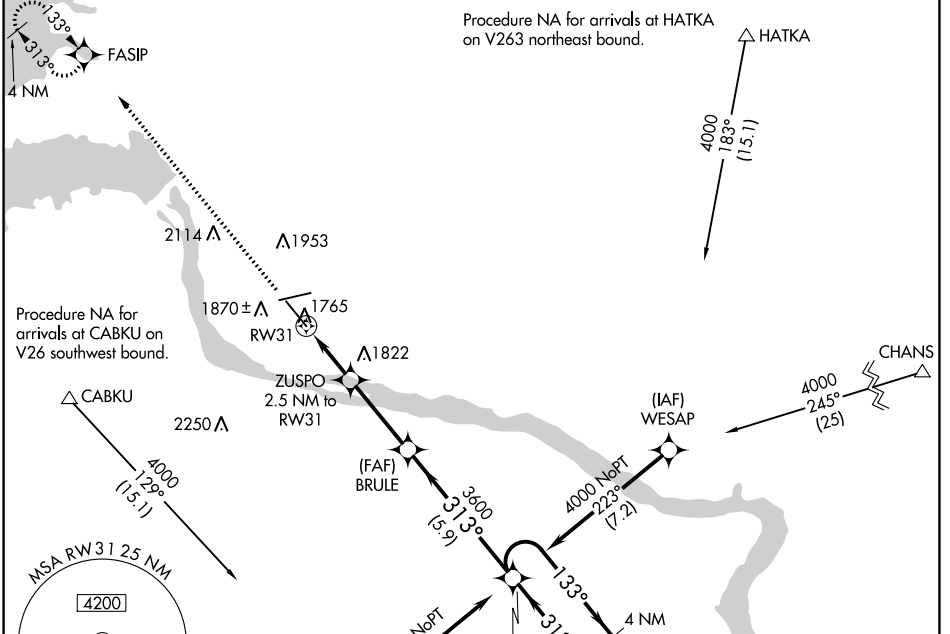 Procedure NA for arrivals at HATKA
on V263 northeast bound.
HATKA
133°
313°
FASIP
4 NM
4000
183°
(15.1)
2114
1953
1870±
1765
RW31
Procedure NA for
arrivals at CABKU on
V26 southwest bound.
1822
CHANS
ZUSPO
2.5 NM to
RW31
CABKU
4000
245°
(25)
(IAF)
WESAP
2250
(FAF)
BRULE
4000
129°
(15.1)
4000 NoPT
223°
(7.2)
3600
313°
(5.9)
MSA RW31 25 NM
4200
133°
4 NM
NoPT